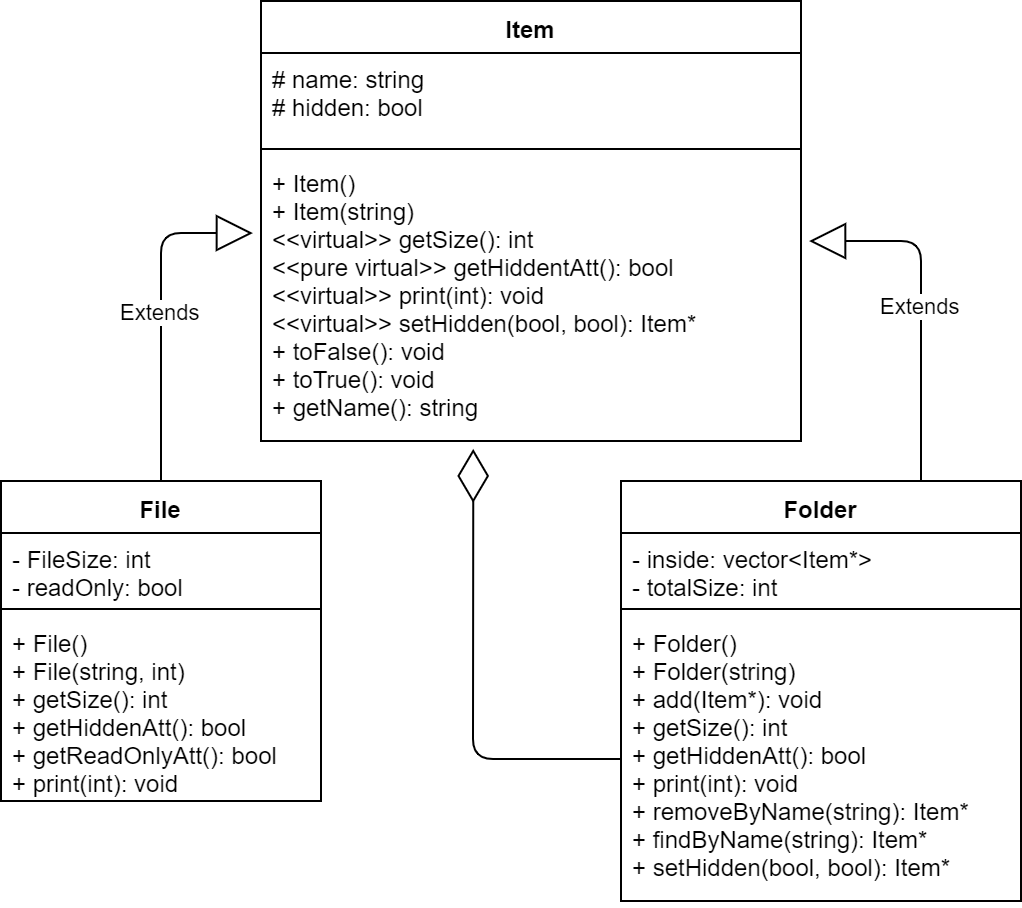 Item
# name: string
# hidden: bool
+ Item()
+ Item(string)
<<virtual>> getSize(): int
<<pure virtual>> getHiddentAtt(): bool
<<virtual>> print(int): void
<<virtual>> setHidden(bool, bool): Item*
+ toFalse(): void
+ toTrue(): void
+ getName(): string
Extends
Extends
File
- FileSize: int
- readOnly: bool
+ File()
+ File(string, int)
+ getSize(): int
+ getHiddenAtt(): bool
+ getReadOnlyAtt(): bool
+ print(int): void
Folder
- inside: vector<Item*>
- totalSize: int
+ Folder()
+ Folder(string)
+ add(Item*): void
+ getSize(): int
+ getHiddenAtt(): bool
+ print(int): void
+ removeByName(string): Item*
+ findByName(string): Item*
+ setHidden(bool, bool): Item*